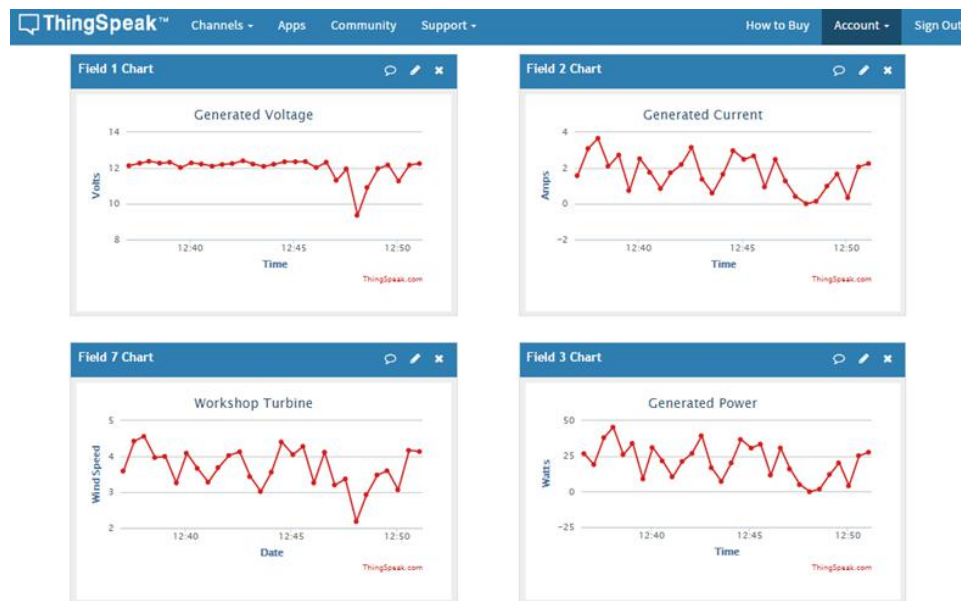 ThingSpeak™ Channels Apps Community Support How to Buy Account Sign Out
Field 1 Chart
Generated Voltage
14
12
10
8
Volts
12:40 12:45 12:50
Time
ThingSpeak.com
Field 2 Chart
Generated Current
4
2
0
-2
Amps
12:40 12:45 12:50
Time
ThingSpeak.com
Field 7 Chart
Workshop Turbine
5
4
3
2
Wind Speed
12:40 12:45 12:50
Date
ThingSpeak.com
Field 3 Chart
Generated Power
50
25
0
-25
Watts
12:40 12:45 12:50
Time
ThingSpeak.com